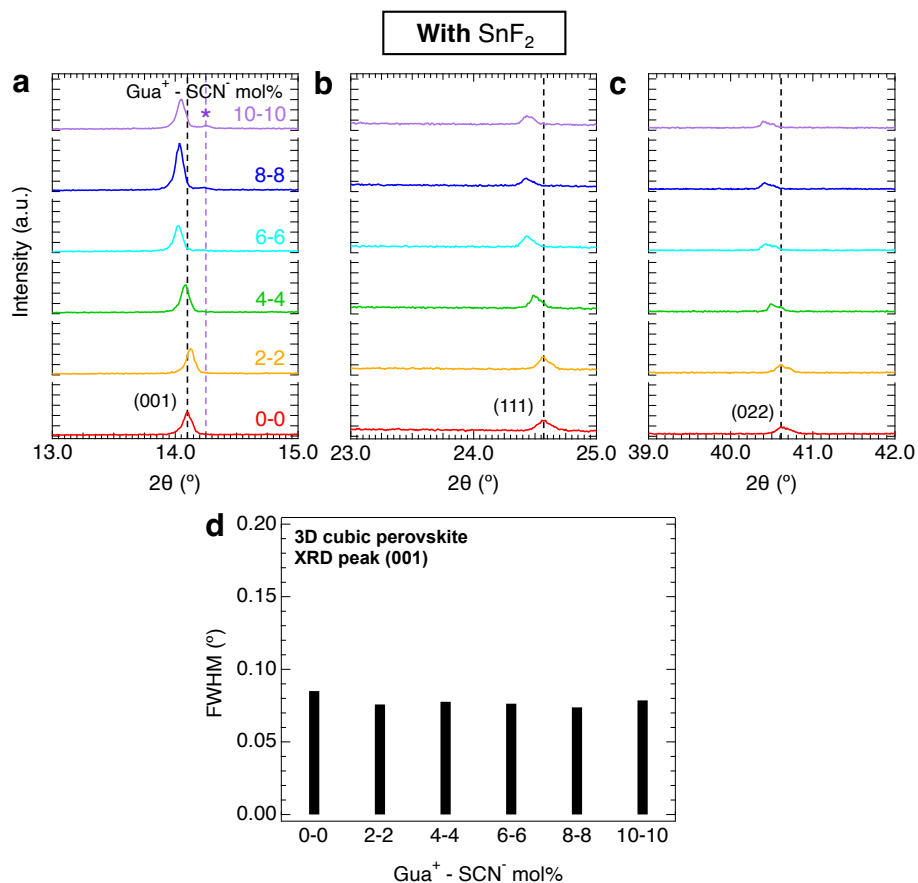 With SnF₂
a
Gua⁺ - SCN⁻ mol%
10-10
*
8-8
6-6
4-4
2-2
0-0
(001)
Intensity (a.u.)
13.0 14.0 15.0
2θ (º)
b
(111)
23.0 24.0 25.0
2θ (º)
c
(022)
39.0 40.0 41.0 42.0
2θ (º)
d
3D cubic perovskite
XRD peak (001)
FWHM (º)
0.20
0.15
0.10
0.05
0.00
0-0 2-2 4-4 6-6 8-8 10-10
Gua⁺ - SCN⁻ mol%